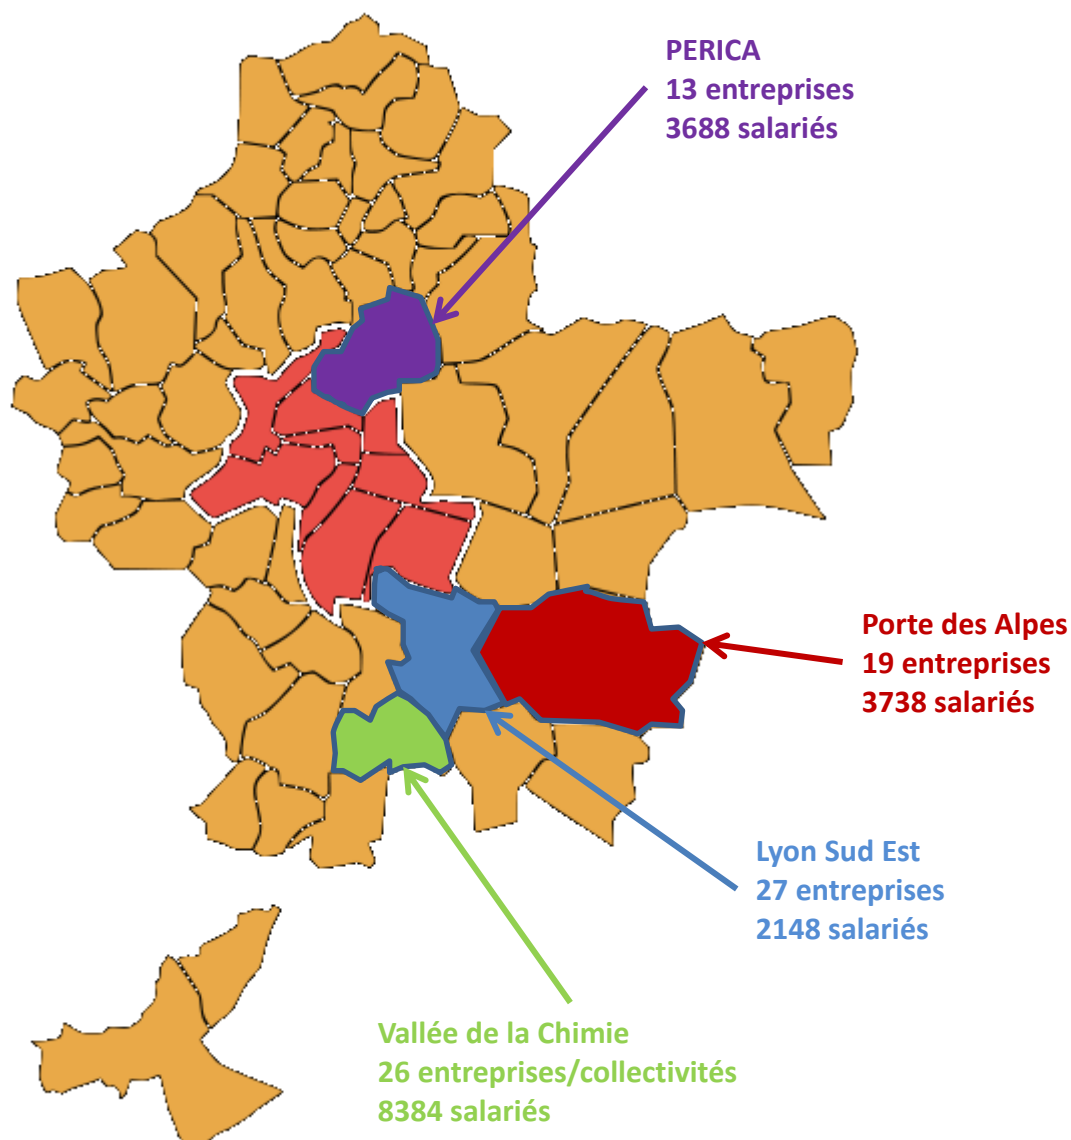 PERICA
13 entreprises
3688 salariés
Porte des Alpes
19 entreprises
3738 salariés
Lyon Sud Est
27 entreprises
2148 salariés
Vallée de la Chimie
26 entreprises/collectivités
8384 salariés